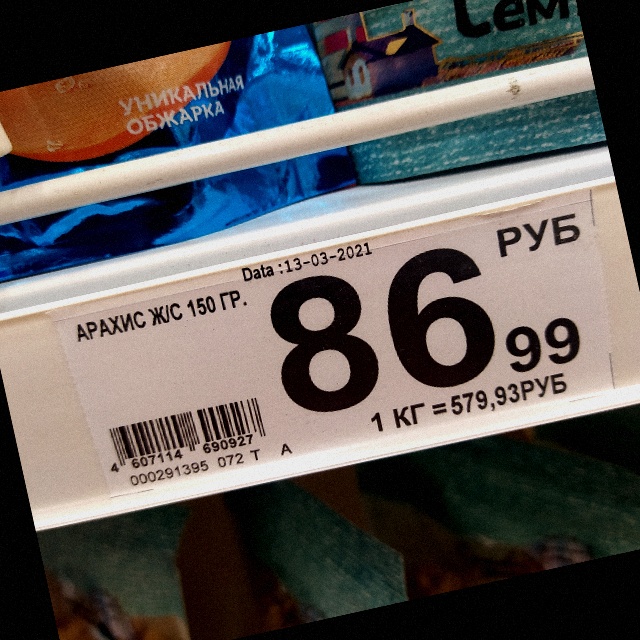 Сем
УНИКАЛЬНАЯ
ОБЖАРКА
Data :13-03-2021
АРАХИС Ж/С 150 ГР.
86
РУБ
99
1 КГ =579,93РУБ
4 607114 690927
000291395 072 Т А